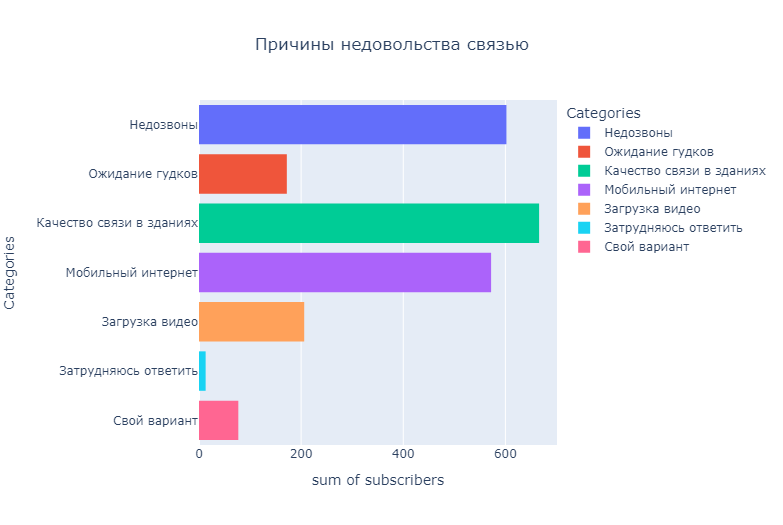 Причины недовольства связью
Categories
Недозвоны
Ожидание гудков
Качество связи в зданиях
Мобильный интернет
Загрузка видео
Затрудняюсь ответить
Свой вариант
0 200 400 600
sum of subscribers
Categories
Недозвоны
Ожидание гудков
Качество связи в зданиях
Мобильный интернет
Загрузка видео
Затрудняюсь ответить
Свой вариант